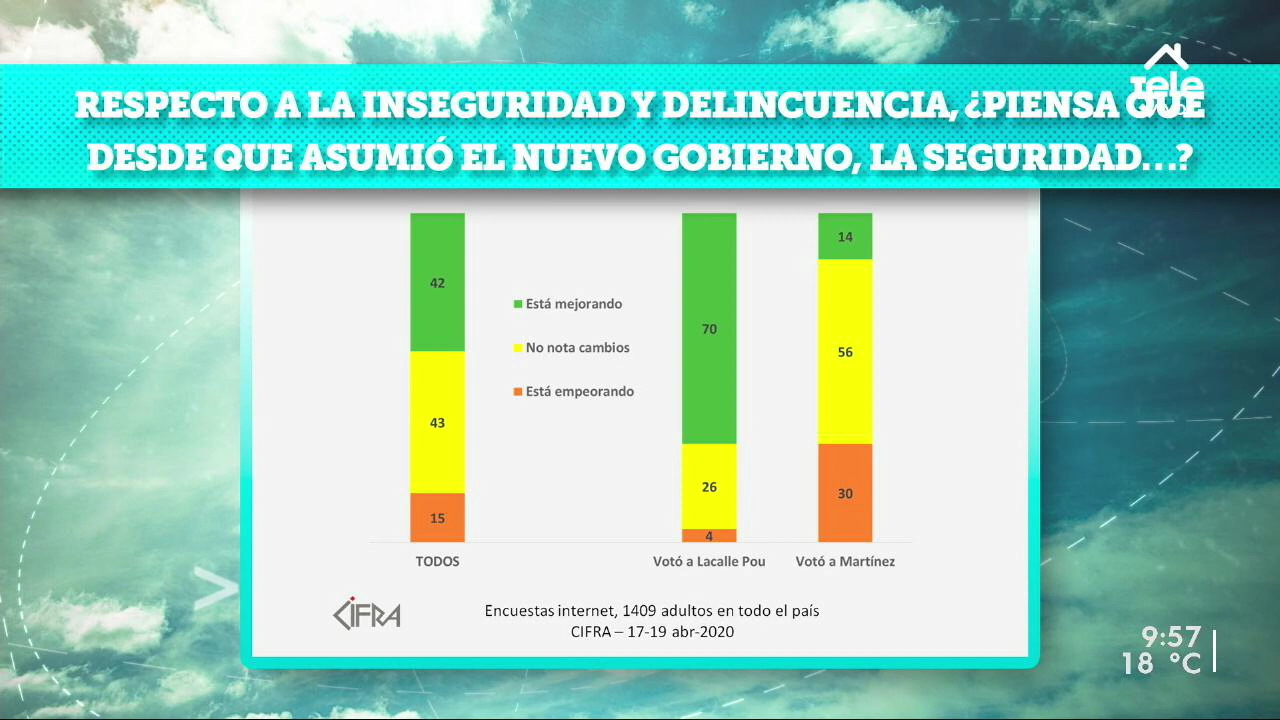 RESPECTO A LA INSEGURIDAD Y DELINCUENCIA, ¿PIENSA QUE
DESDE QUE ASUMIÓ EL NUEVO GOBIERNO, LA SEGURIDAD...?
Tele
42
43
15
TODOS
Está mejorando
No nota cambios
Está empeorando
70
26
4
Votó a Lacalle Pou
14
56
30
Votó a Martínez
CIFRA
Encuestas internet, 1409 adultos en todo el país
CIFRA – 17-19 abr-2020
9:57
18 °C